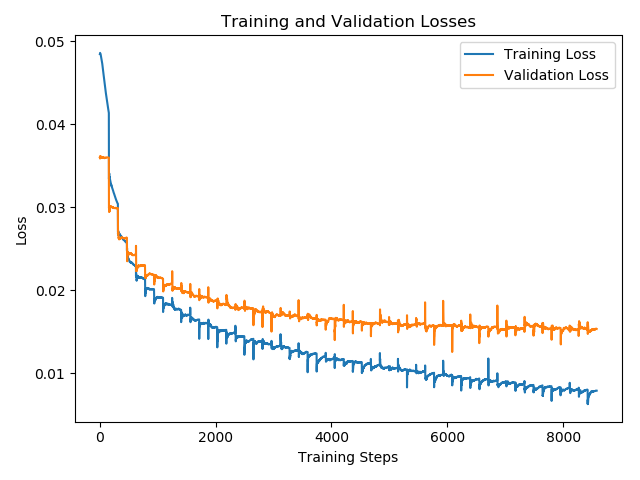 Training and Validation Losses
0.05
0.04
0.03
0.02
0.01
Loss
Training Loss
Validation Loss
0
2000
4000
6000
8000
Training Steps